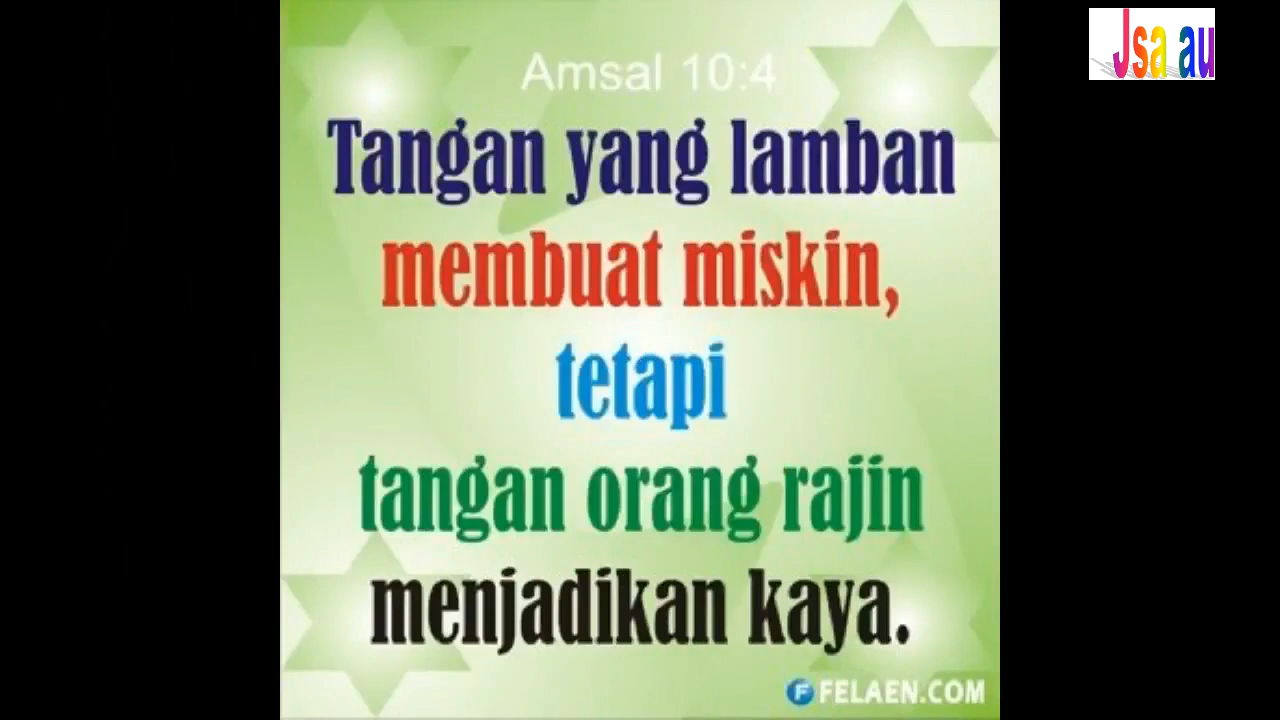 Jsa au
Amsal 10:4
Tangan yang lamban
membuat miskin,
tetapi
tangan orang rajin
menjadikan kaya.
F FELAEN.COM